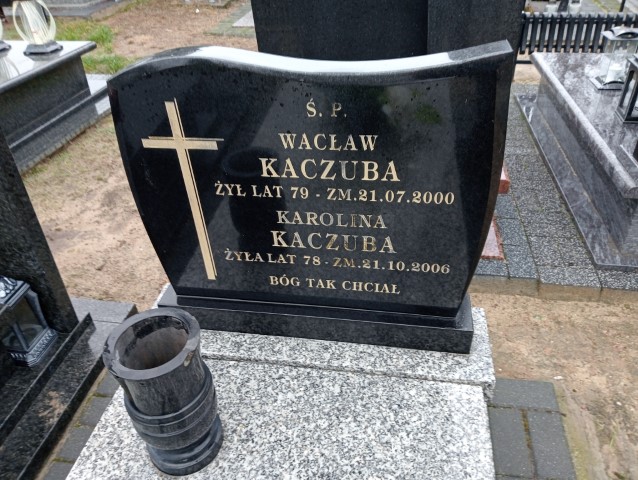 Ś. P.
WACŁAW
KACZUBA
ŻYŁ LAT 79 - ZM.21.07.2000
KAROLINA
KACZUBA
ŻYŁA LAT 78 - ZM.21.10.2006
BÓG TAK CHCIAŁ